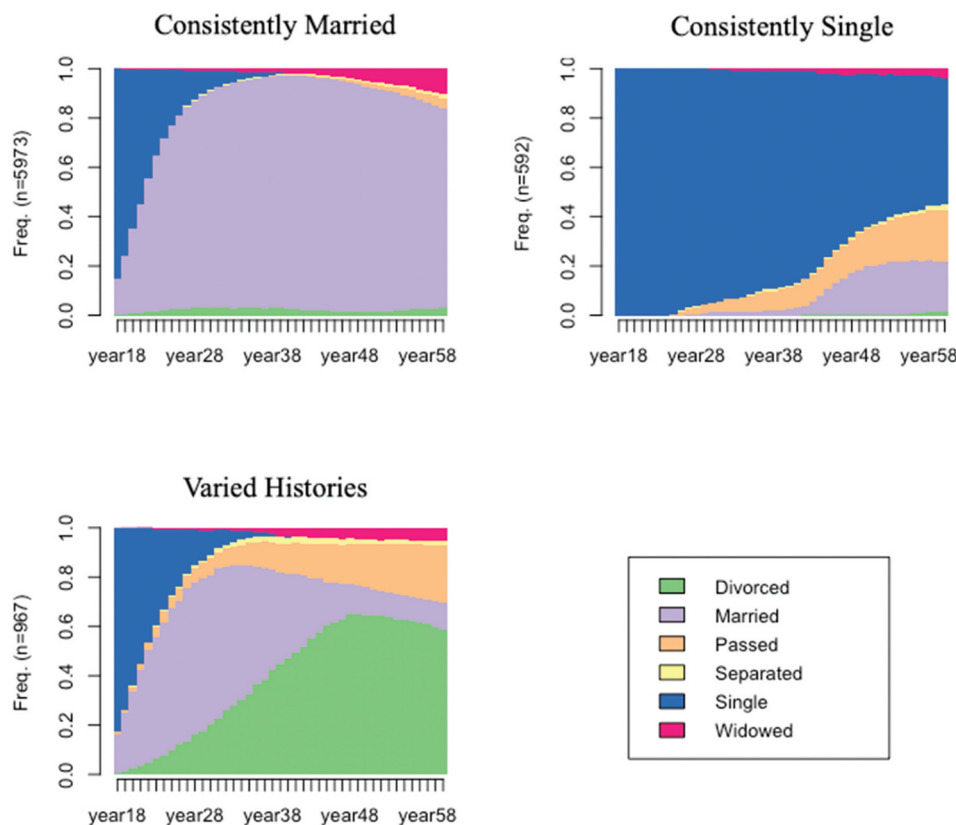 Consistently Married
Freq. (n=5973)
0.0 0.2 0.4 0.6 0.8 1.0
year18 year28 year38 year48 year58
Consistently Single
Freq. (n=592)
0.0 0.2 0.4 0.6 0.8 1.0
year18 year28 year38 year48 year58
Varied Histories
Freq. (n=967)
0.0 0.2 0.4 0.6 0.8 1.0
year18 year28 year38 year48 year58
Divorced
Married
Passed
Separated
Single
Widowed